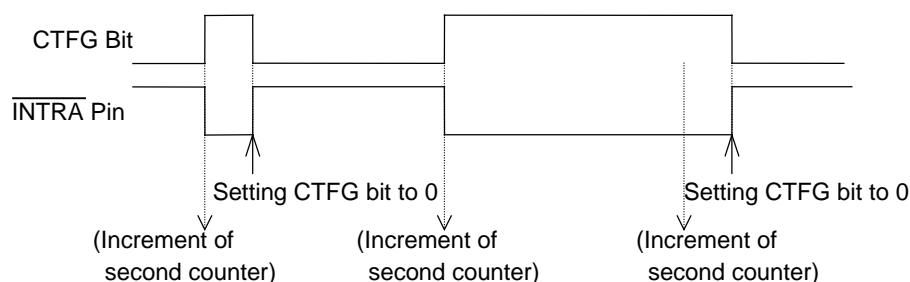 CTFG Bit
INTRA Pin
Setting CTFG bit to 0
Setting CTFG bit to 0
(Increment of
second counter)
(Increment of
second counter)
(Increment of
second counter)